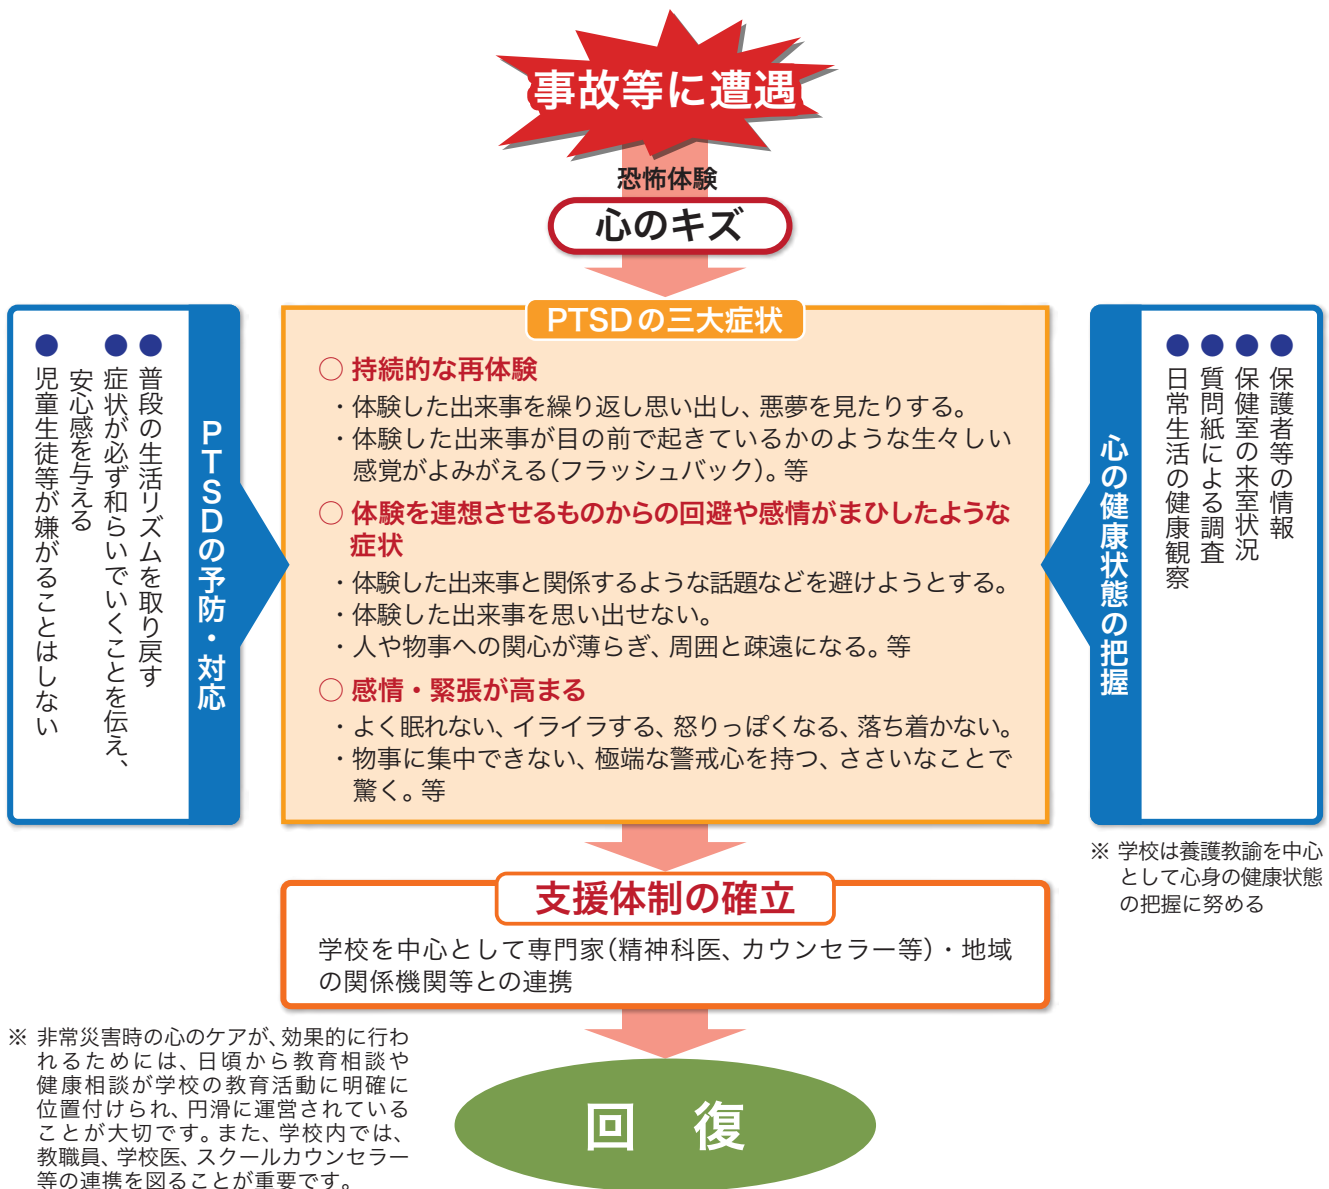 事故等に遭遇
恐怖体験
心のキズ
PTSDの三大症状
○ 持続的な再体験
・体験した出来事を繰り返し思い出し、悪夢を見たりする。
・体験した出来事が目の前で起きているかのような生々しい
感覚がよみがえる(フラッシュバック)。等
○ 体験を連想させるものからの回避や感情がまひしたような
症状
・体験した出来事と関係するような話題などを避けようとする。
・体験した出来事を思い出せない。
・人や物事への関心が薄らぎ、周囲と疎遠になる。等
○ 感情・緊張が高まる
・よく眠れない、イライラする、怒りっぽくなる、落ち着かない。
・物事に集中できない、極端な警戒心を持つ、ささいなことで
驚く。等
PTSDの予防・対応
● 普段の生活リズムを取り戻す
● 症状が必ず和らいでいくことを伝え、
安心感を与える
● 児童生徒等が嫌がることはしない
心の健康状態の把握
● 保護者等の情報
● 保健室の来室状況
● 質問紙による調査
● 日常生活の健康観察
※ 学校は養護教諭を中心
として心身の健康状態
の把握に努める
支援体制の確立
学校を中心として専門家(精神科医、カウンセラー等)・地域
の関係機関等との連携
※ 非常災害時の心のケアが、効果的に行わ
れるためには、日頃から教育相談や
健康相談が学校の教育活動に明確に
位置付けられ、円滑に運営されている
ことが大切です。また、学校内では、
教職員、学校医、スクールカウンセラー
等の連携を図ることが重要です。
回 復